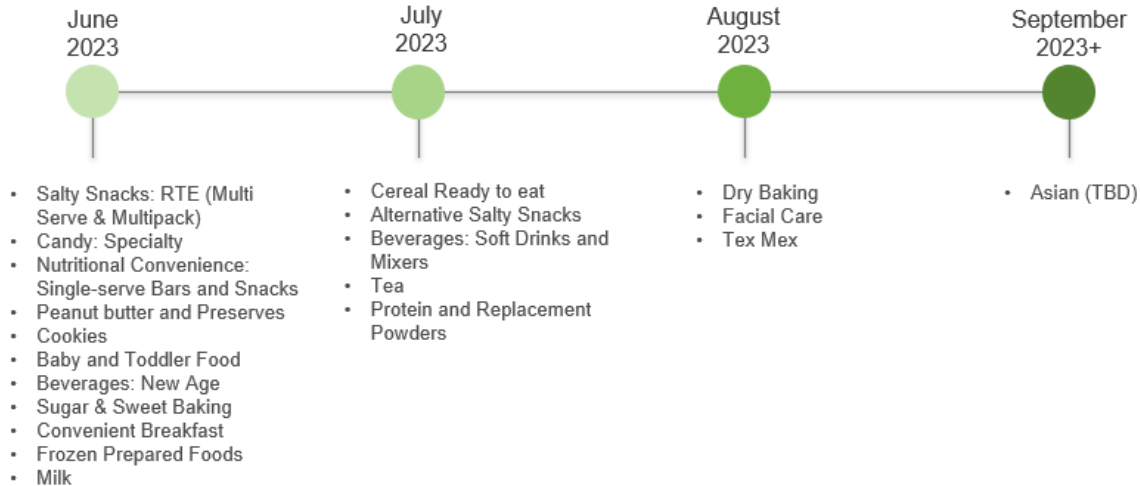 June
2023
• Salty Snacks: RTE (Multi
Serve & Multipack)
• Candy: Specialty
• Nutritional Convenience:
Single-serve Bars and Snacks
• Peanut butter and Preserves
• Cookies
• Baby and Toddler Food
• Beverages: New Age
• Sugar & Sweet Baking
• Convenient Breakfast
• Frozen Prepared Foods
• Milk
July
2023
• Cereal Ready to eat
• Alternative Salty Snacks
• Beverages: Soft Drinks and
Mixers
• Tea
• Protein and Replacement
Powders
August
2023
• Dry Baking
• Facial Care
• Tex Mex
September
2023+
• Asian (TBD)